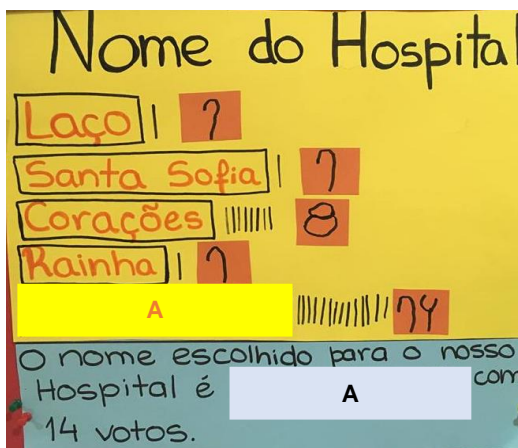 Nome do Hospital
Laço | 1
Santa Sofia | 1
Corações |||||||| 8
Rainha | 1
A |||||||||||||| 14
O nome escolhido para o nosso
Hospital é A com
14 votos.